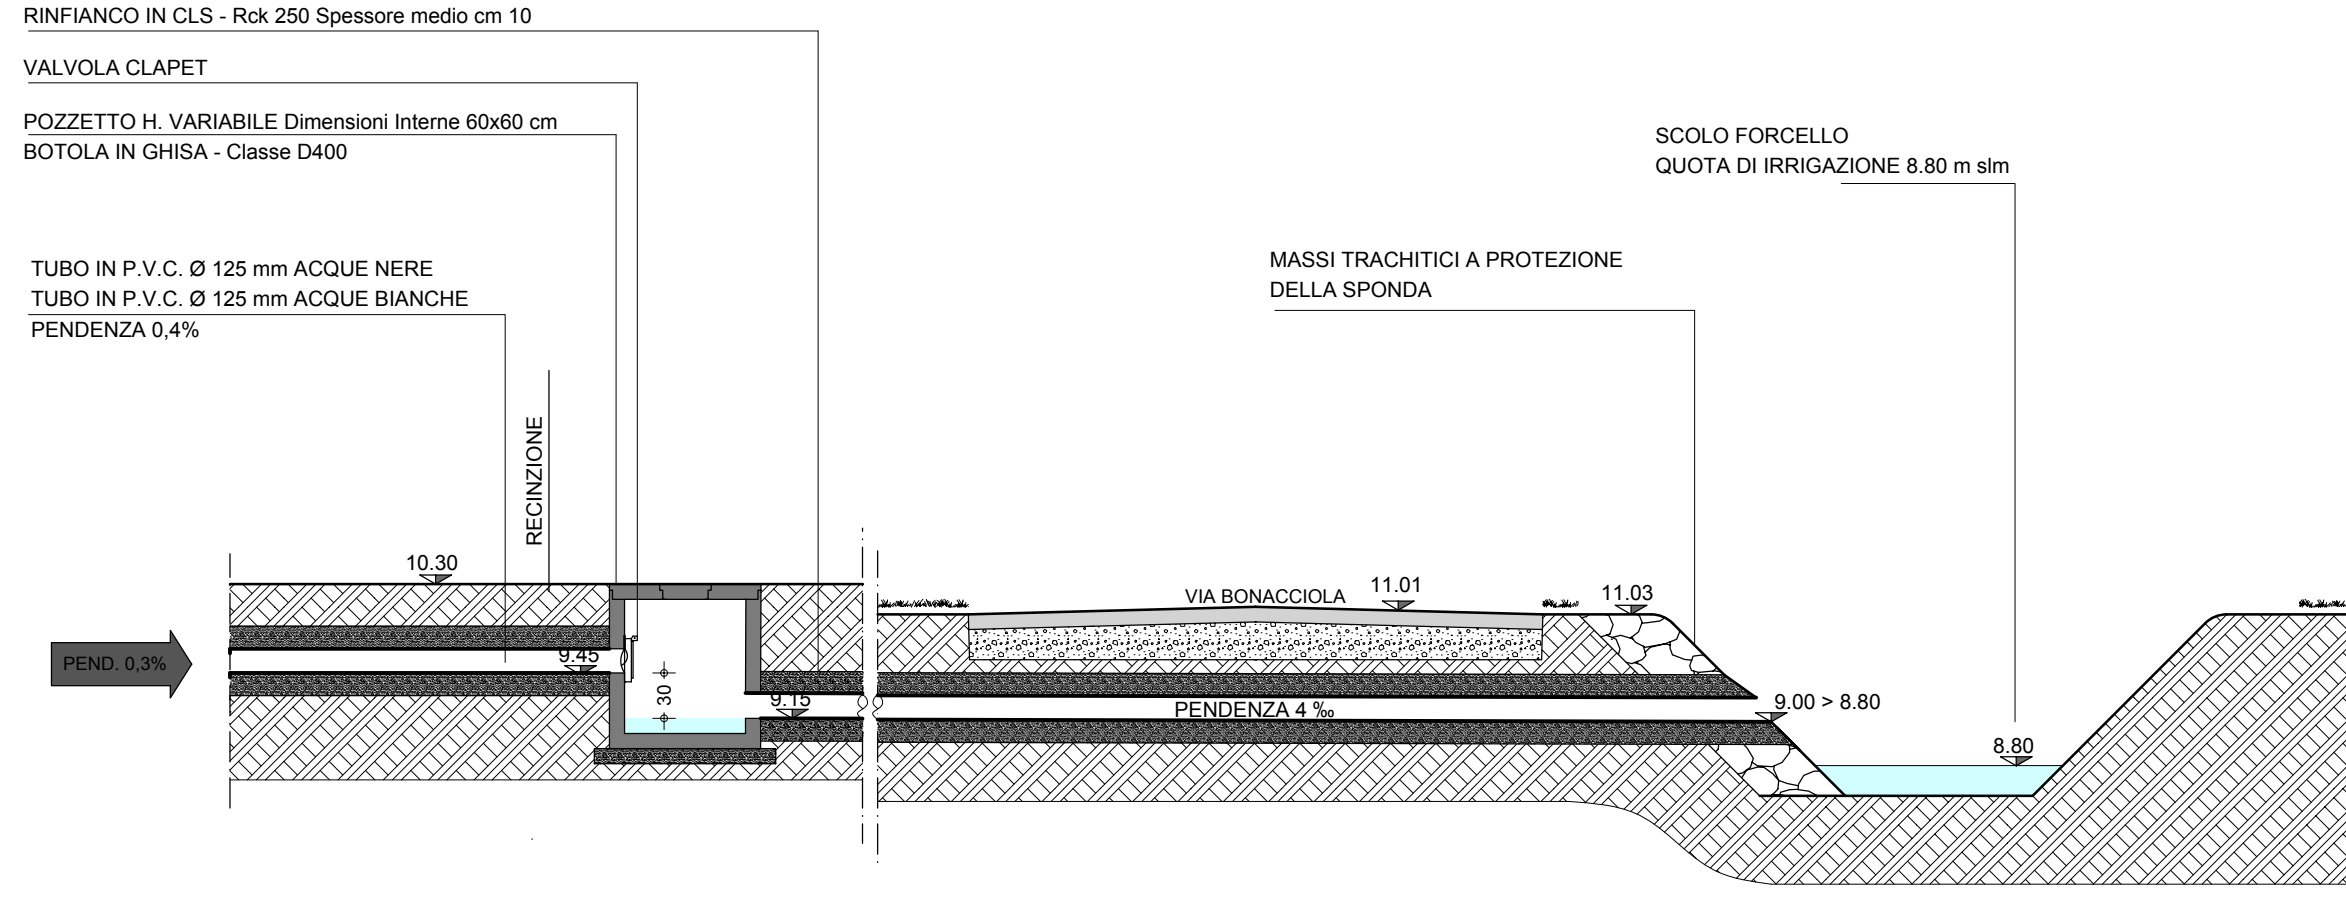 RINFIANCO IN CLS - Rck 250 Spessore medio cm 10
VALVOLA CLAPET
POZZETTO H. VARIABILE Dimensioni Interne 60x60 cm
BOTOLA IN GHISA - Classe D400
SCOLO FORCELLO
QUOTA DI IRRIGAZIONE 8.80 m slm
MASSI TRACHITICI A PROTEZIONE
DELLA SPONDA
TUBO IN P.V.C. Ø 125 mm ACQUE NERE
TUBO IN P.V.C. Ø 125 mm ACQUE BIANCHE
PENDENZA 0,4%
RECINZIONE
10.30
VIA BONACCIOLA
11.01
11.03
PEND. 0,3%
9.45
30
9.15
PENDENZA 4 ‰
9.00 > 8.80
8.80